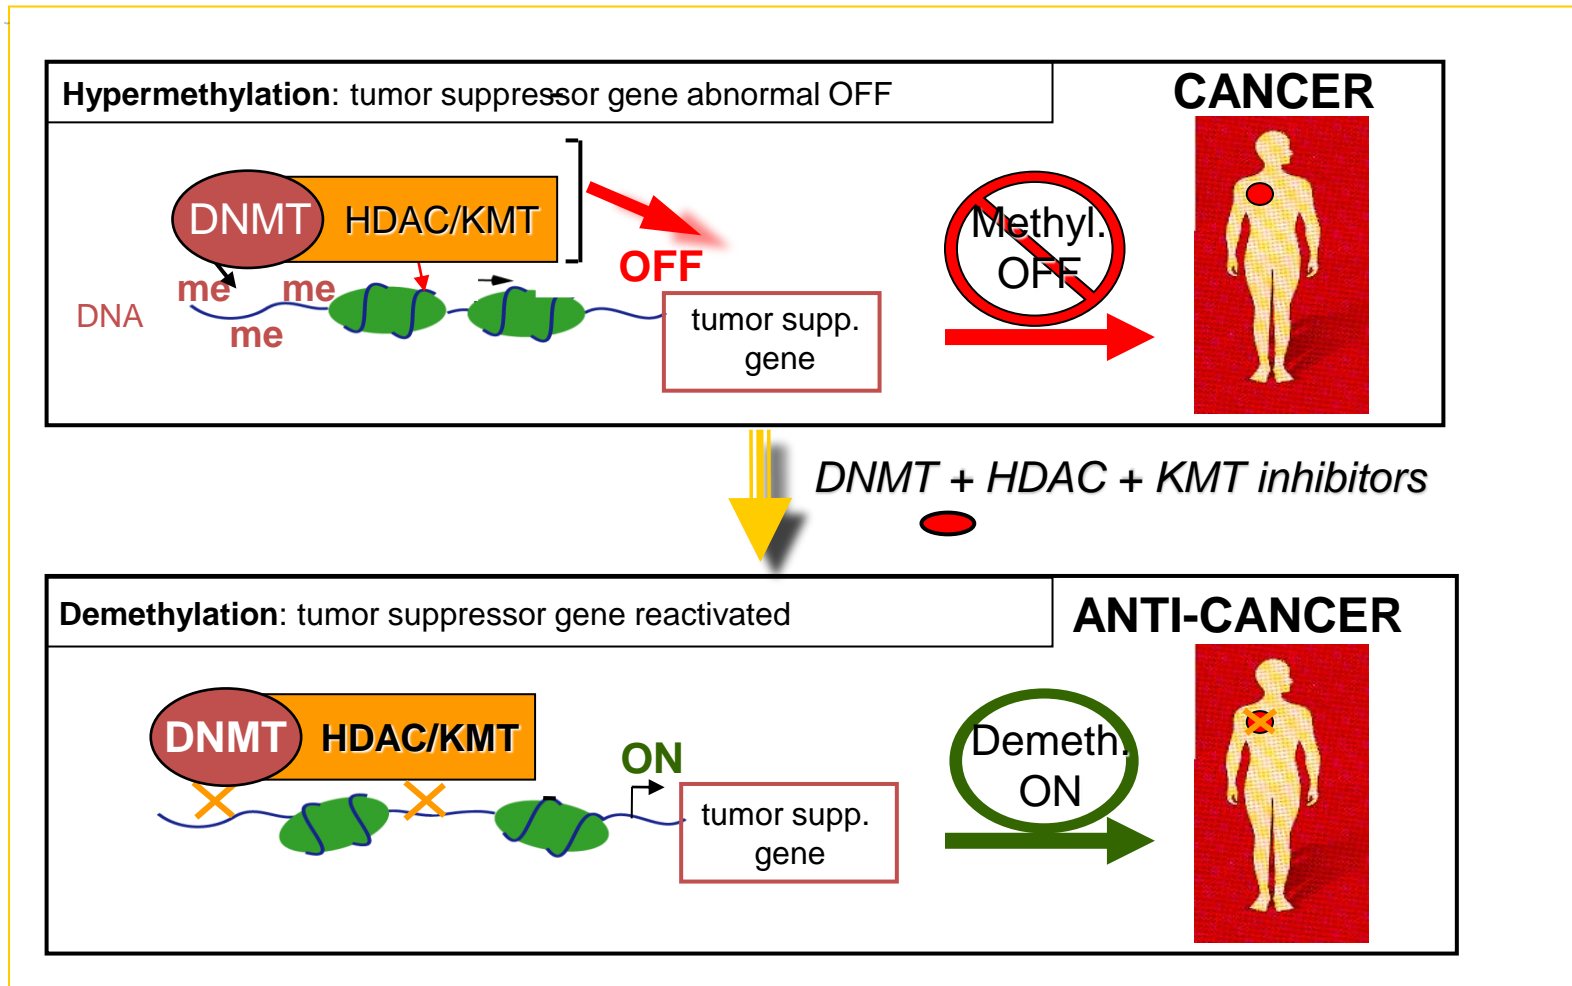 Hypermethylation: tumor suppressor gene abnormal OFF
CANCER
DNMT
HDAC/KMT
OFF
Methyl.
OFF
me
me
me
DNA
tumor supp.
gene
DNMT + HDAC + KMT inhibitors
Demethylation: tumor suppressor gene reactivated
ANTI-CANCER
DNMT
HDAC/KMT
ON
Demeth.
ON
tumor supp.
gene